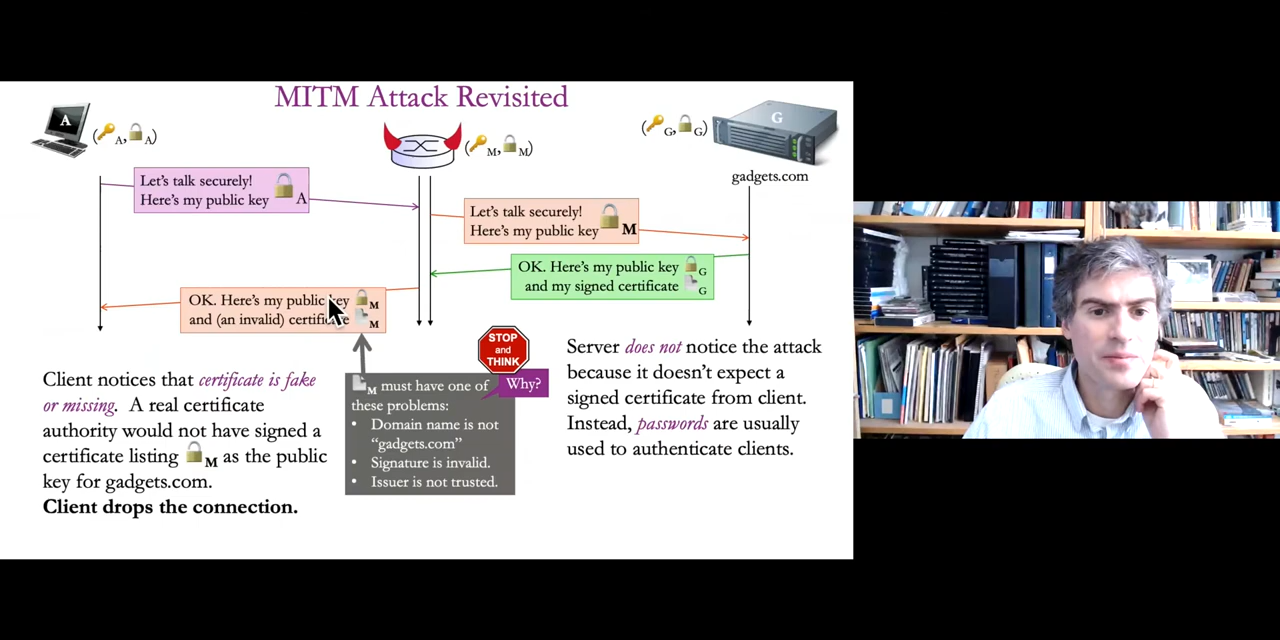 MITM Attack Revisited
A
( A, A)
( M, M)
( G, G)
G
gadgets.com
Let's talk securely!
Here's my public key A
Let's talk securely!
Here's my public key M
OK. Here's my public key G
and my signed certificate G
OK. Here's my public key M
and (an invalid) certificate M
STOP
and
THINK
Why?
M must have one of
these problems:
• Domain name is not
"gadgets.com"
• Signature is invalid.
• Issuer is not trusted.
Client notices that certificate is fake
or missing. A real certificate
authority would not have signed a
certificate listing M as the public
key for gadgets.com.
Client drops the connection.
Server does not notice the attack
because it doesn't expect a
signed certificate from client.
Instead, passwords are usually
used to authenticate clients.